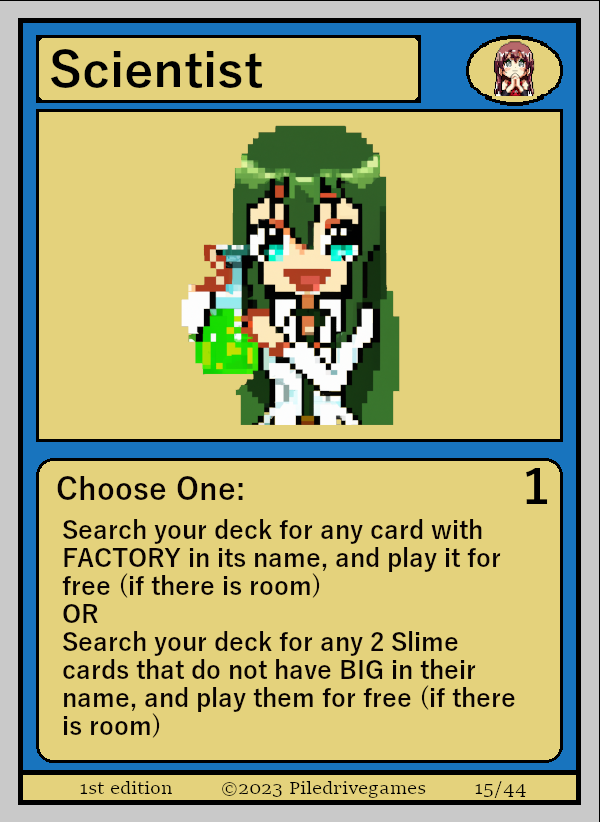 Scientist
Choose One:
1
Search your deck for any card with
FACTORY in its name, and play it for
free (if there is room)
OR
Search your deck for any 2 Slime
cards that do not have BIG in their
name, and play them for free (if there
is room)
1st edition ©2023 Piledrivegames 15/44